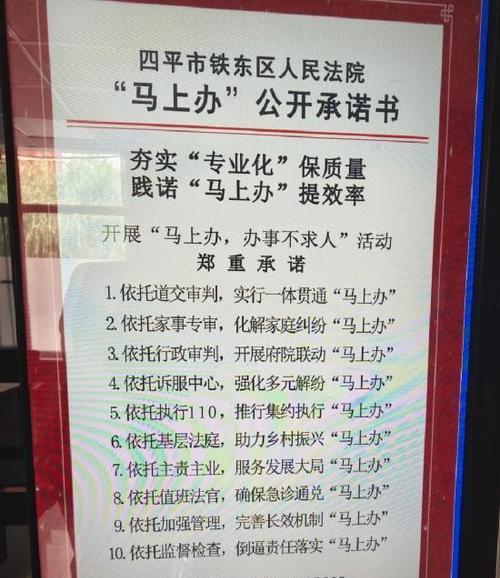 四平市铁东区人民法院
“马上办”公开承诺书
夯实“专业化”保质量
践诺“马上办”提效率
开展“马上办，办事不求人”活动
郑重承诺
1.依托道交审判，实行一体贯通“马上办”
2.依托家事专审，化解家庭纠纷“马上办”
3.依托行政审判，开展府院联动“马上办”
4.依托诉服中心，强化多元解纷“马上办”
5.依托执行110，推行集约执行“马上办”
6.依托基层法庭，助力乡村振兴“马上办”
7.依托主责主业，服务发展大局“马上办”
8.依托值班法官，确保急诊通兑“马上办”
9.依托加强管理，完善长效机制“马上办”
10.依托监督检查，倒逼责任落实“马上办”